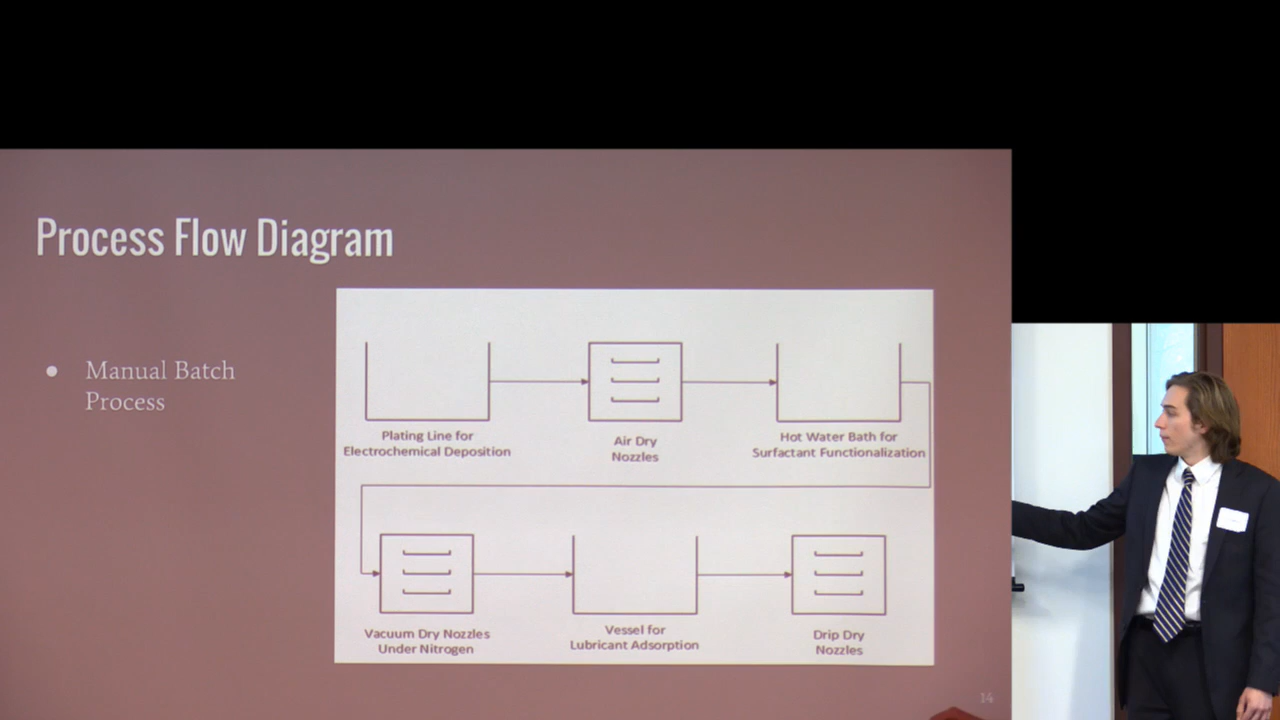 Process Flow Diagram
Manual Batch
Process
Plating Line for
Electrochemical Deposition
Air Dry
Nozzles
Hot Water Bath for
Surfactant Functionalization
Vacuum Dry Nozzles
Under Nitrogen
Vessel for
Lubricant Adsorption
Drip Dry
Nozzles
14